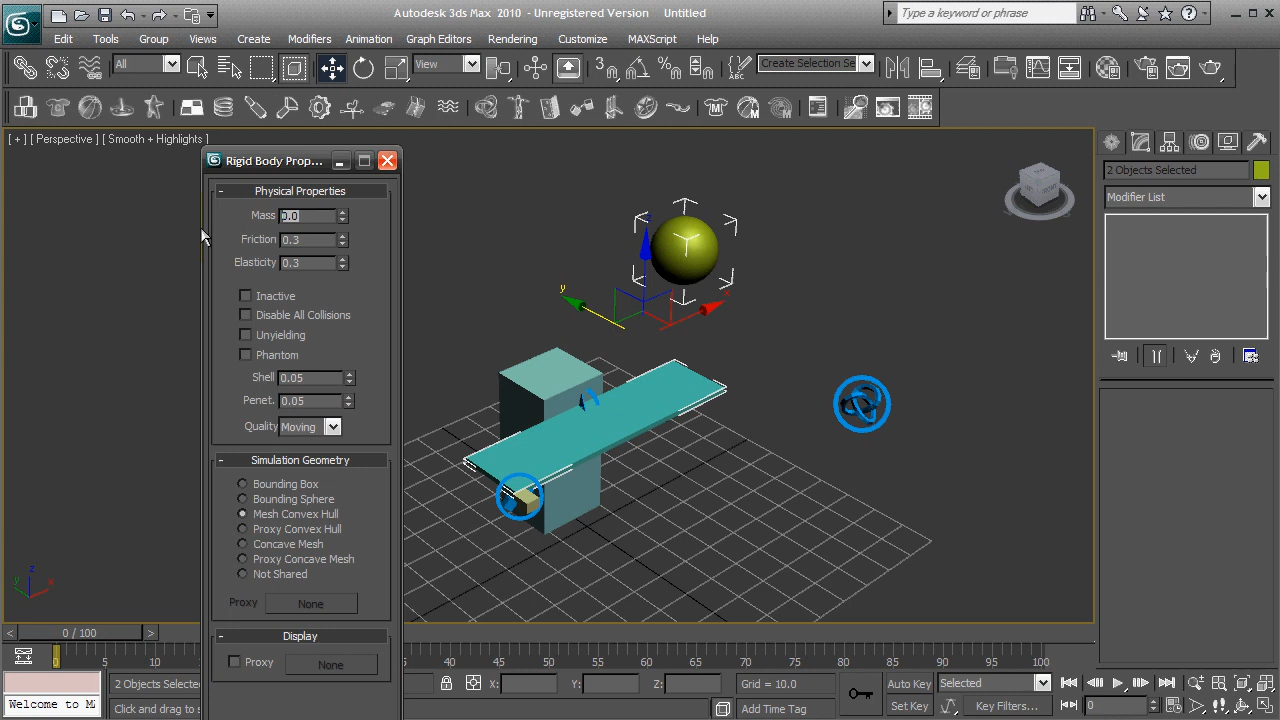 Autodesk 3ds Max 2010 - Unregistered Version Untitled
Type a keyword or phrase
File Edit Tools Group Views Create Modifiers Animation Graph Editors Rendering Customize MAXScript Help
All
View
Create Selection Se
[ + ] [ Perspective ] [ Smooth + Highlights ]
Rigid Body Prop...
Physical Properties
Mass 0.0
Friction 0.3
Elasticity 0.3
Inactive
Disable All Collisions
Unyielding
Phantom
Shell 0.05
Penet. 0.05
Quality Moving
Simulation Geometry
Bounding Box
Bounding Sphere
Mesh Convex Hull
Proxy Convex Hull
Concave Mesh
Proxy Concave Mesh
Not Shared
Proxy None
Display
Proxy None
2 Objects Selected
Modifier List
z
y
x
z
y
x
< 0 / 100 >
0 5 10 40 45 50 55 60 65 70 75 80 85 90 95 100
2 Objects Selecte
X: Y: Z: Grid = 10.0
Auto Key Selected
Welcome to M
Click and drag to s
Add Time Tag
Set Key Key Filters... 0